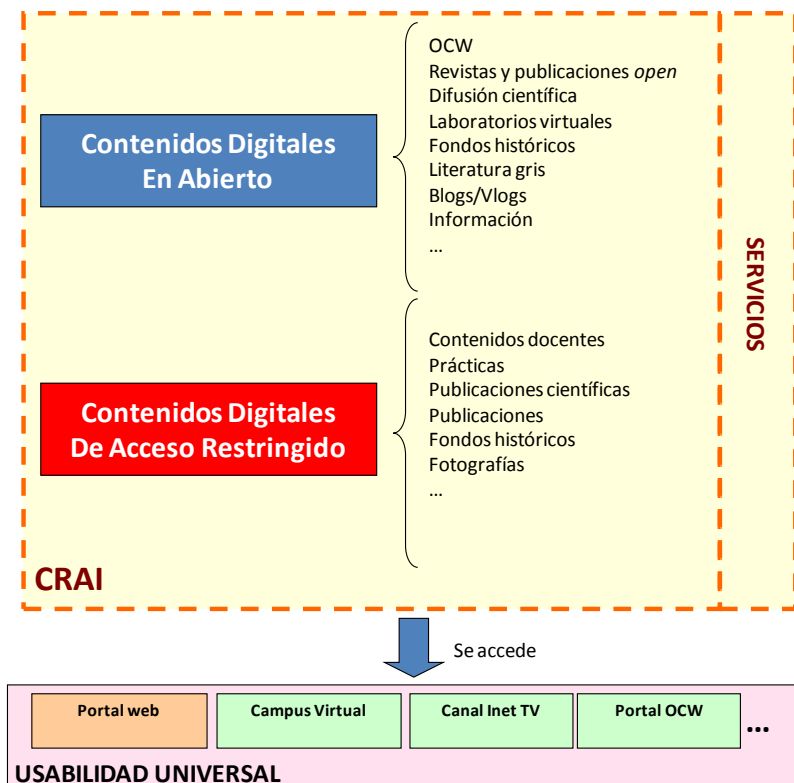 OCW
Revistas y publicaciones open
Difusión científica
Laboratorios virtuales
Fondos históricos
Literatura gris
Blogs/Vlogs
Información
...
Contenidos Digitales
En Abierto
SERVICIOS
Contenidos docentes
Prácticas
Publicaciones científicas
Publicaciones
Fondos históricos
Fotografías
...
Contenidos Digitales
De Acceso Restringido
CRAI
Se accede
Portal web
Campus Virtual
Canal Inet TV
Portal OCW
...
USABILIDAD UNIVERSAL